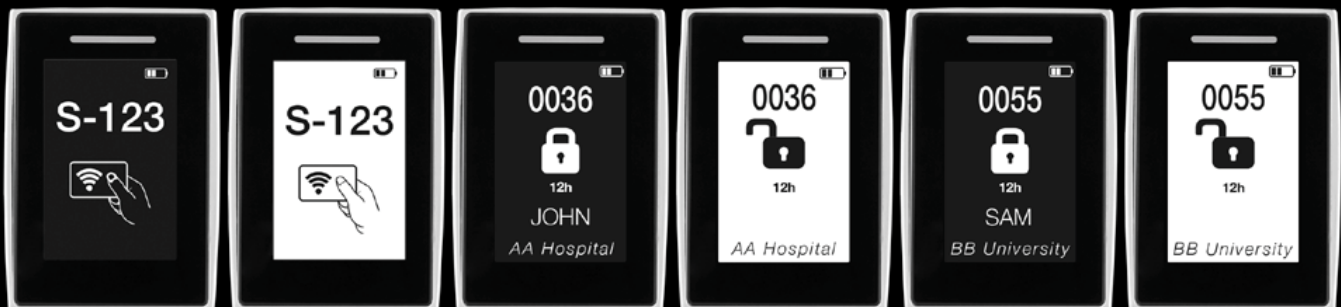 S-123
S-123
0036
12h
JOHN
AA Hospital
0036
12h
AA Hospital
0055
12h
SAM
BB University
0055
12h
BB University